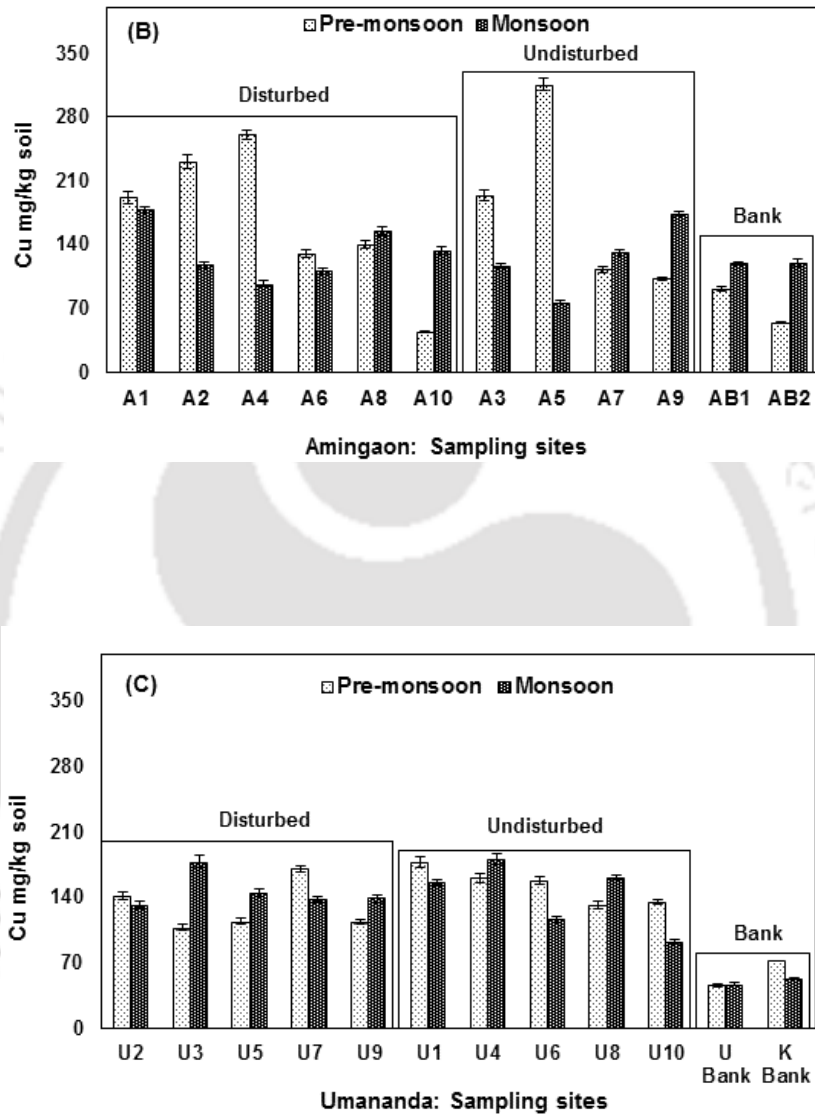 (B)
Pre-monsoon Monsoon
Undisturbed
Disturbed
Bank
Cu mg/kg soil
350
280
210
140
70
0
A1 A2 A4 A6 A8 A10 A3 A5 A7 A9 AB1 AB2
Amingaon: Sampling sites
(C)
Pre-monsoon Monsoon
Disturbed
Undisturbed
Bank
Cu mg/kg soil
350
280
210
140
70
0
U2 U3 U5 U7 U9 U1 U4 U6 U8 U10 U K
Bank Bank
Umananda: Sampling sites